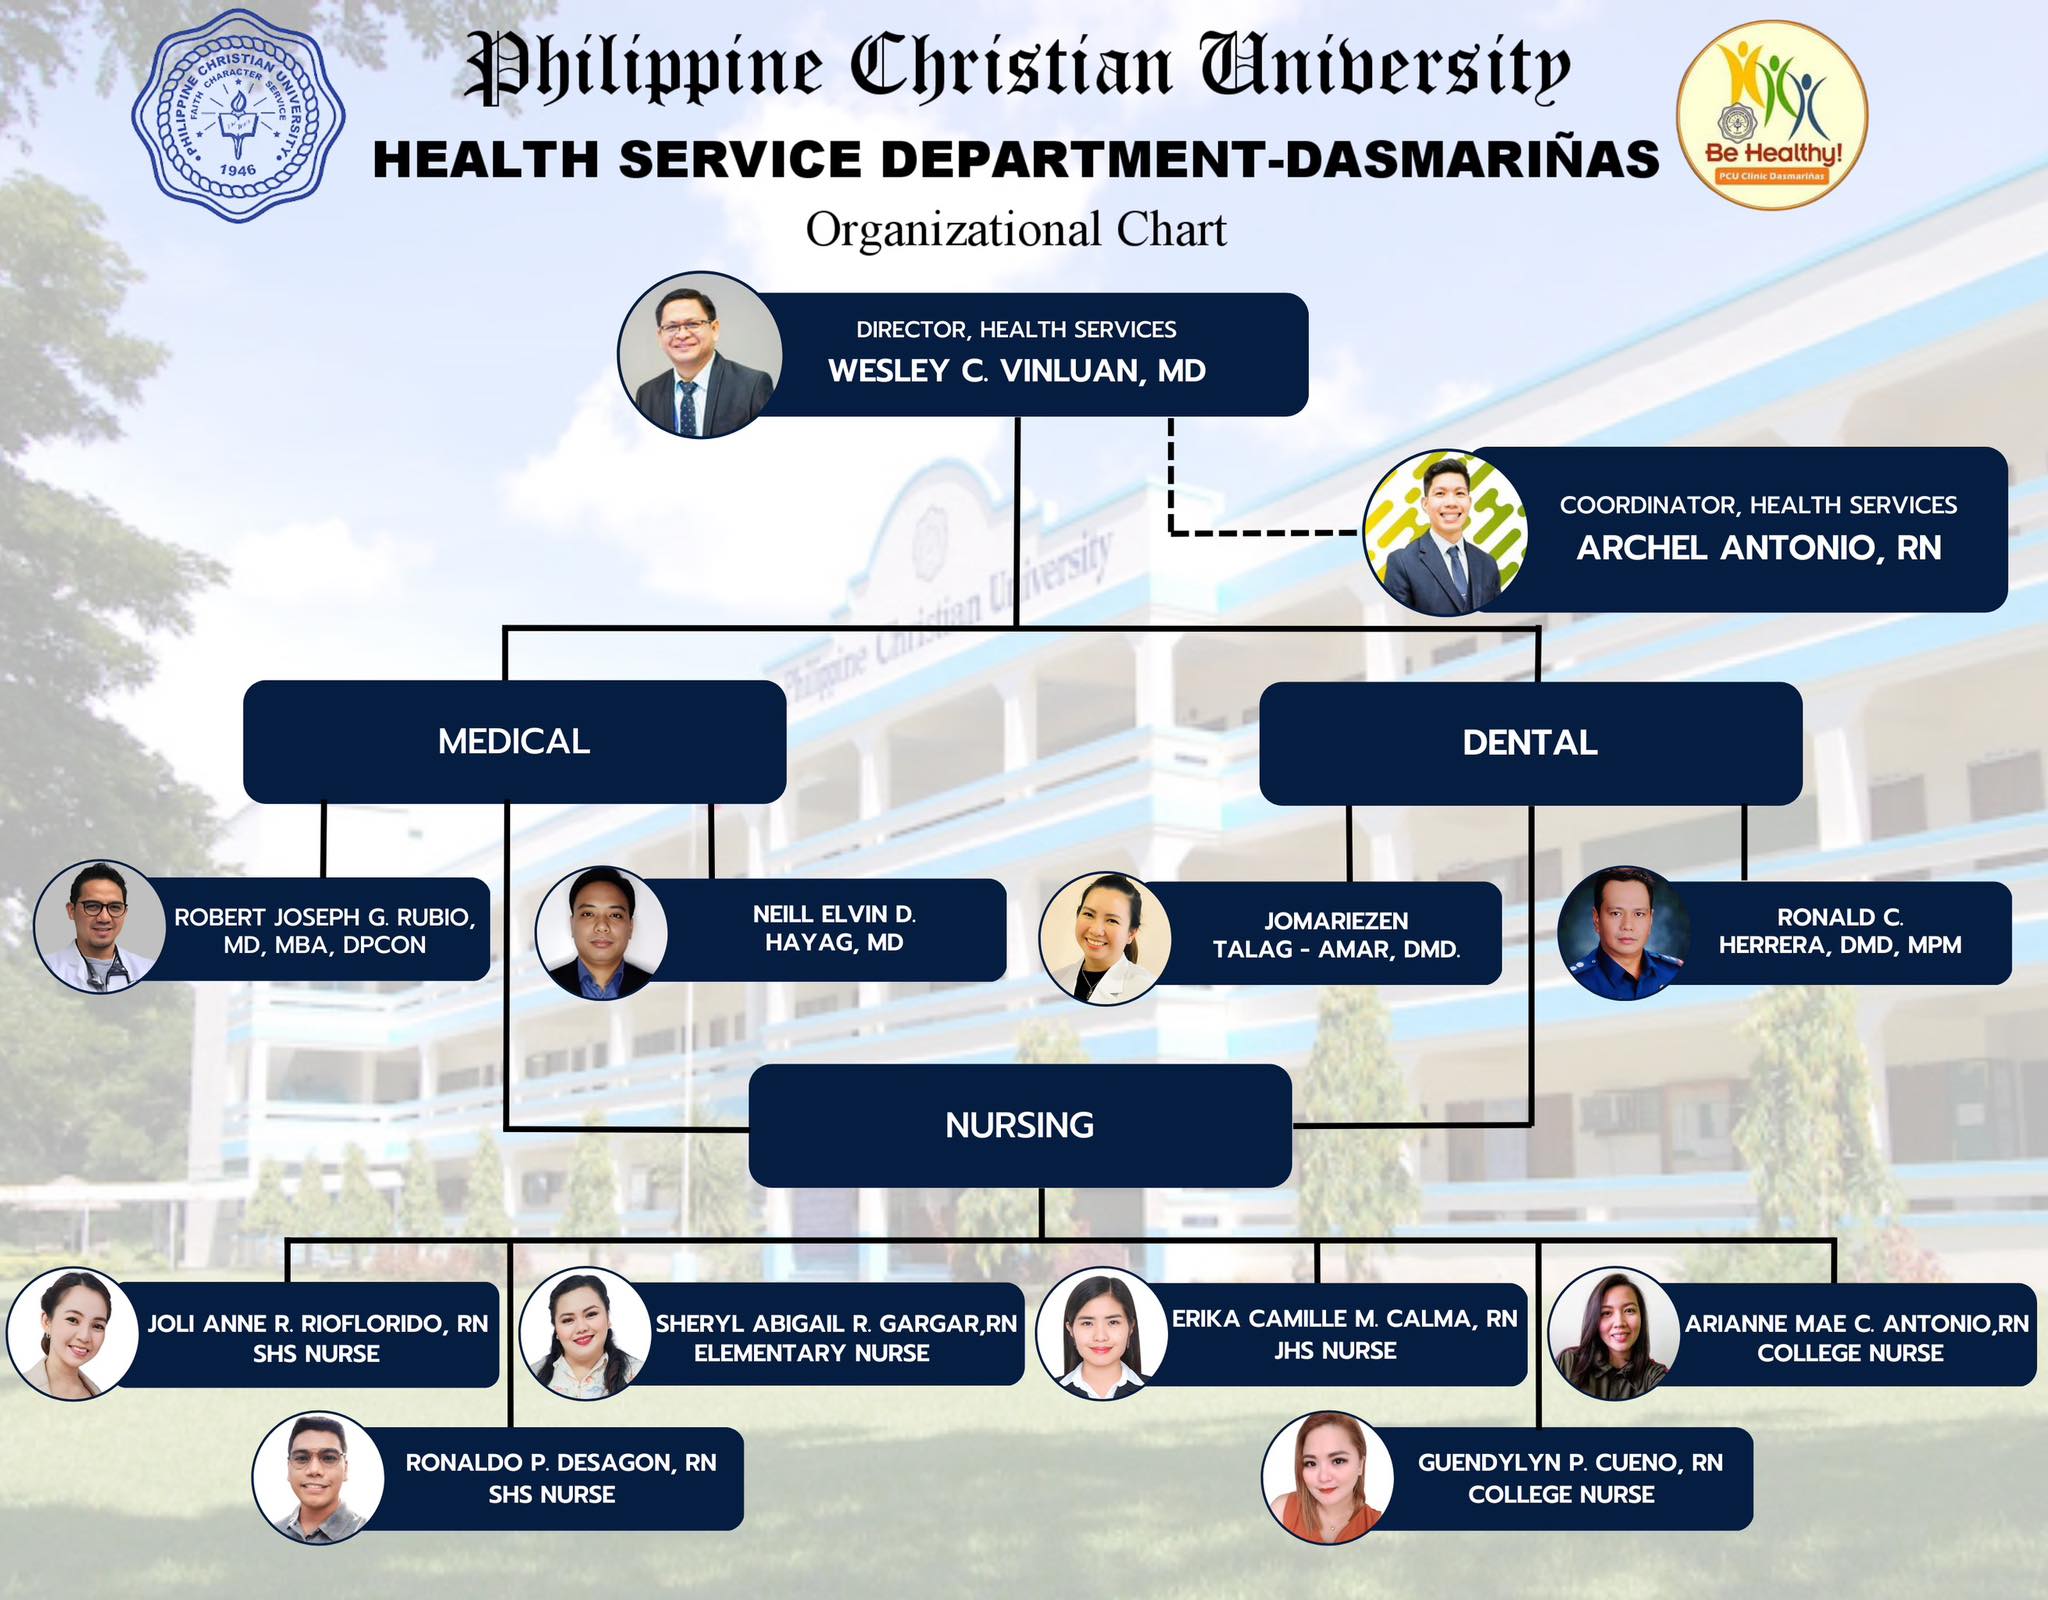 Philippine Christian University
HEALTH SERVICE DEPARTMENT-DASMARIÑAS
Organizational Chart
PHILIPPINE CHRISTIAN UNIVERSITY
FAITH CHARACTER SERVICE
1946
Be Healthy!
PCU Clinic Dasmariñas
DIRECTOR, HEALTH SERVICES
WESLEY C. VINLUAN, MD
COORDINATOR, HEALTH SERVICES
ARCHEL ANTONIO, RN
Philippine Christian University
MEDICAL
DENTAL
ROBERT JOSEPH G. RUBIO,
MD, MBA, DPCON
NEILL ELVIN D.
HAYAG, MD
JOMARIEZEN
TALAG - AMAR, DMD.
RONALD C.
HERRERA, DMD, MPM
NURSING
JOLI ANNE R. RIOFLORIDO, RN
SHS NURSE
SHERYL ABIGAIL R. GARGAR,RN
ELEMENTARY NURSE
ERIKA CAMILLE M. CALMA, RN
JHS NURSE
ARIANNE MAE C. ANTONIO,RN
COLLEGE NURSE
RONALDO P. DESAGON, RN
SHS NURSE
GUENDYLYN P. CUENO, RN
COLLEGE NURSE